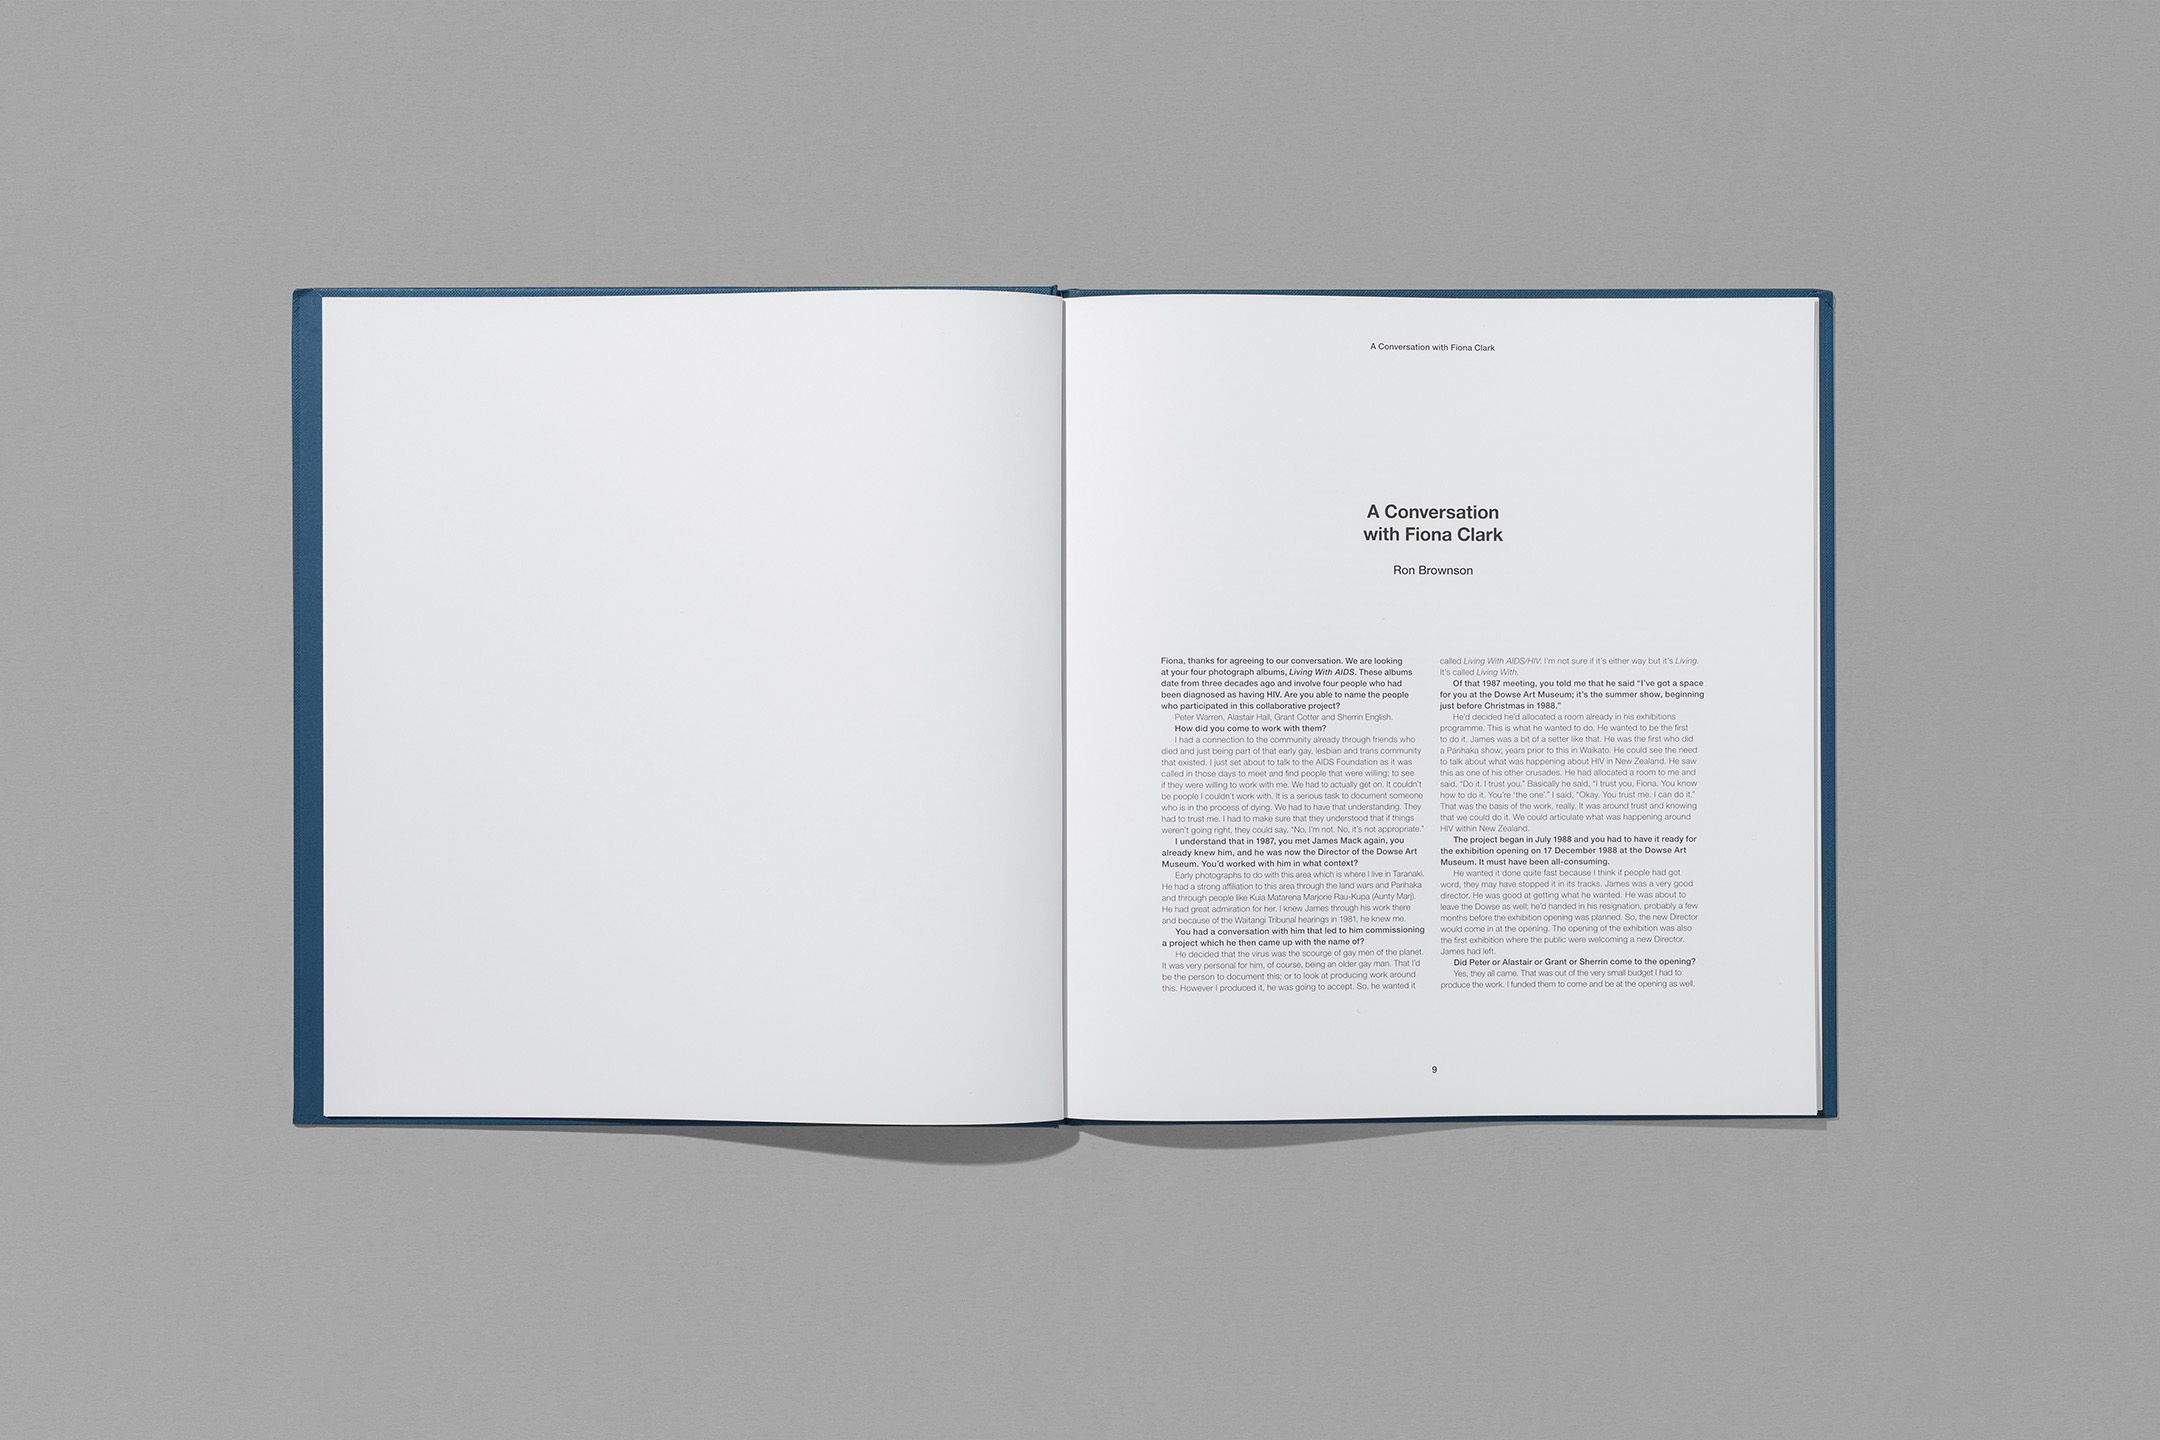 A Conversation with Fiona Clark
A Conversation
with Fiona Clark
Ron Brownson
Fiona, thanks for agreeing to our conversation. We are looking
at your four photograph albums, Living With AIDS. These albums
date from three decades ago and involve four people who had
been diagnosed as having HIV. Are you able to name the people
who participated in this collaborative project?
Peter Warren, Alastair Hall, Grant Cotter and Sherrin English.
How did you come to work with them?
I had a connection to the community already through friends who
died and just being part of that early gay, lesbian and trans community
that existed. I just set about to talk to the AIDS Foundation as it was
called in those days to meet and find people that were willing; to see
if they were willing to work with me. We had to actually get on. It couldn't
be people I couldn't work with. It is a serious task to document someone
who is in the process of dying. We had to have that understanding. They
had to trust me. I had to make sure that they understood that if things
weren't going right, they could say, “No, I'm not. No, it's not appropriate.”
I understand that in 1987, you met James Mack again, you
already knew him, and he was now the Director of the Dowse Art
Museum. You'd worked with him in what context?
Early photographs to do with this area which is where I live in Taranaki.
He had a strong affiliation to this area through the land wars and Parihaka
and through people like Kuia Matarena Marjorie Rau-Kupa (Aunty Marj).
He had great admiration for her. I knew James through his work there
and because of the Waitangi Tribunal hearings in 1981, he knew me.
You had a conversation with him that led to him commissioning
a project which he then came up with the name of?
He decided that the virus was the scourge of gay men of the planet.
It was very personal for him, of course, being an older gay man. That I'd
be the person to document this; or to look at producing work around
this. However I produced it, he was going to accept. So, he wanted it
called Living With AIDS/HIV. I'm not sure if it's either way but it's Living.
It's called Living With.
Of that 1987 meeting, you told me that he said “I've got a space
for you at the Dowse Art Museum; it's the summer show, beginning
just before Christmas in 1988.”
He'd decided he'd allocated a room already in his exhibitions
programme. This is what he wanted to do. He wanted to be the first
to do it. James was a bit of a setter like that. He was the first who did
a Parihaka show; years prior to this in Waikato. He could see the need
to talk about what was happening about HIV in New Zealand. He saw
this as one of his other crusades. He had allocated a room to me and
said, “Do it. I trust you.” Basically he said, “I trust you, Fiona. You know
how to do it. You're ‘the one’.” I said, “Okay. You trust me. I can do it.”
That was the basis of the work, really. It was around trust and knowing
that we could do it. We could articulate what was happening around
HIV within New Zealand.
The project began in July 1988 and you had to have it ready for
the exhibition opening on 17 December 1988 at the Dowse Art
Museum. It must have been all-consuming.
He wanted it done quite fast because I think if people had got
word, they may have stopped it in its tracks. James was a very good
director. He was good at getting what he wanted. He was about to
leave the Dowse as well; he'd handed in his resignation, probably a few
months before the exhibition opening was planned. So, the new Director
would come in at the opening. The opening of the exhibition was also
the first exhibition where the public were welcoming a new Director.
James had left.
Did Peter or Alastair or Grant or Sherrin come to the opening?
Yes, they all came. That was out of the very small budget I had to
produce the work. I funded them to come and be at the opening as well.
9